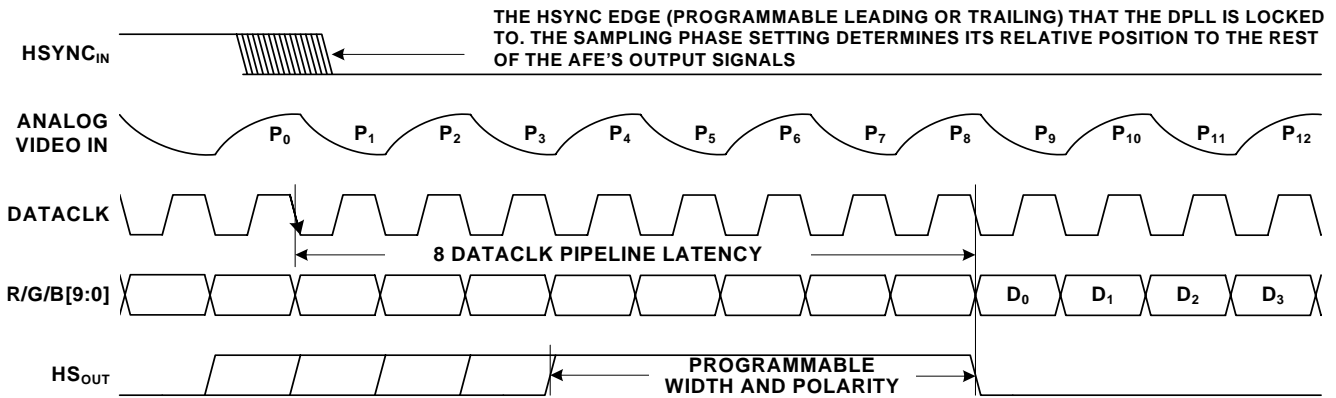 THE HSYNC EDGE (PROGRAMMABLE LEADING OR TRAILING) THAT THE DPLL IS LOCKED
TO. THE SAMPLING PHASE SETTING DETERMINES ITS RELATIVE POSITION TO THE REST
OF THE AFE'S OUTPUT SIGNALS
HSYNCIN
ANALOG
VIDEO IN
P0 P1 P2 P3 P4 P5 P6 P7 P8 P9 P10 P11 P12
DATACLK
8 DATACLK PIPELINE LATENCY
R/G/B[9:0]
D0 D1 D2 D3
HSOUT
PROGRAMMABLE
WIDTH AND POLARITY